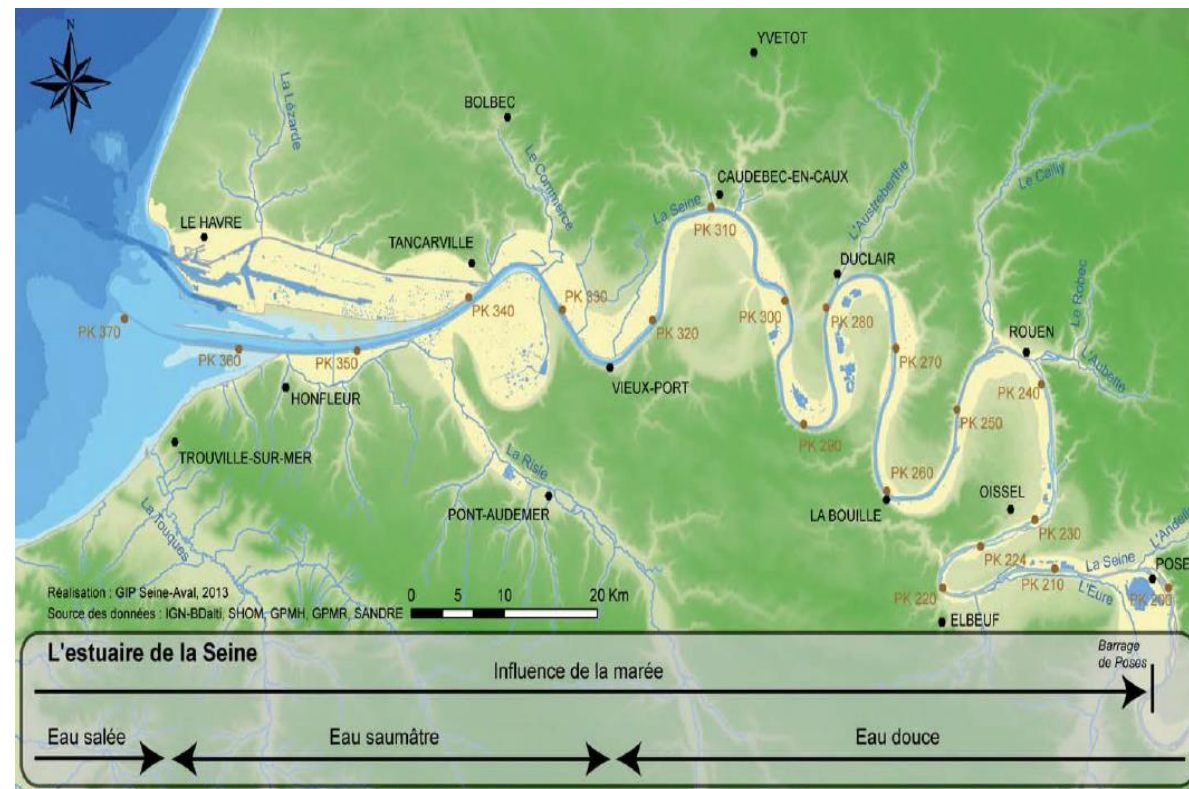 N
YVETOT
La Lézarde
BOLBEC
Le Commerce
CAUDEBEC-EN-CAUX
L'Austreberthe
Le Cailly
La Seine
PK 310
LE HAVRE
TANCARVILLE
DUCLAIR
Le Robec
PK 370
PK 340
PK 330
PK 320
PK 300
PK 280
ROUEN
PK 360
PK 350
PK 270
L'Aubette
HONFLEUR
VIEUX-PORT
PK 240
PK 290
PK 250
TROUVILLE-SUR-MER
La Risle
PK 260
OISSEL
PONT-AUDEMER
LA BOUILLE
La Touques
PK 230
PK 224
La Seine
PK 210
L'Eure
PK 220
PK 200
ELBEUF
Réalisation : GIP Seine-Aval, 2013
Source des données : IGN-BDalti, SHOM, GPMH, GPMR, SANDRE
0 5 10 20 Km
L'estuaire de la Seine
Influence de la marée
Barrage
de Poses
Eau salée
Eau saumâtre
Eau douce